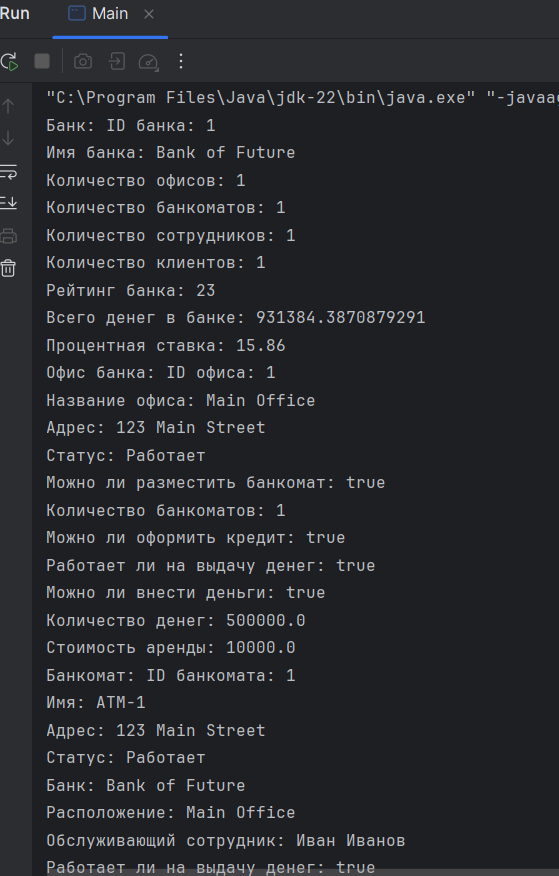 Run
Main
"C:\Program Files\Java\jdk-22\bin\java.exe" "-javaa
Банк: ID банка: 1
Имя банка: Bank of Future
Количество офисов: 1
Количество банкоматов: 1
Количество сотрудников: 1
Количество клиентов: 1
Рейтинг банка: 23
Всего денег в банке: 931384.3870879291
Процентная ставка: 15.86
Офис банка: ID офиса: 1
Название офиса: Main Office
Адрес: 123 Main Street
Статус: Работает
Можно ли разместить банкомат: true
Количество банкоматов: 1
Можно ли оформить кредит: true
Работает ли на выдачу денег: true
Можно ли внести деньги: true
Количество денег: 500000.0
Стоимость аренды: 10000.0
Банкомат: ID банкомата: 1
Имя: ATM-1
Адрес: 123 Main Street
Статус: Работает
Банк: Bank of Future
Расположение: Main Office
Обслуживающий сотрудник: Иван Иванов
Работает ли на выдачу денег: true